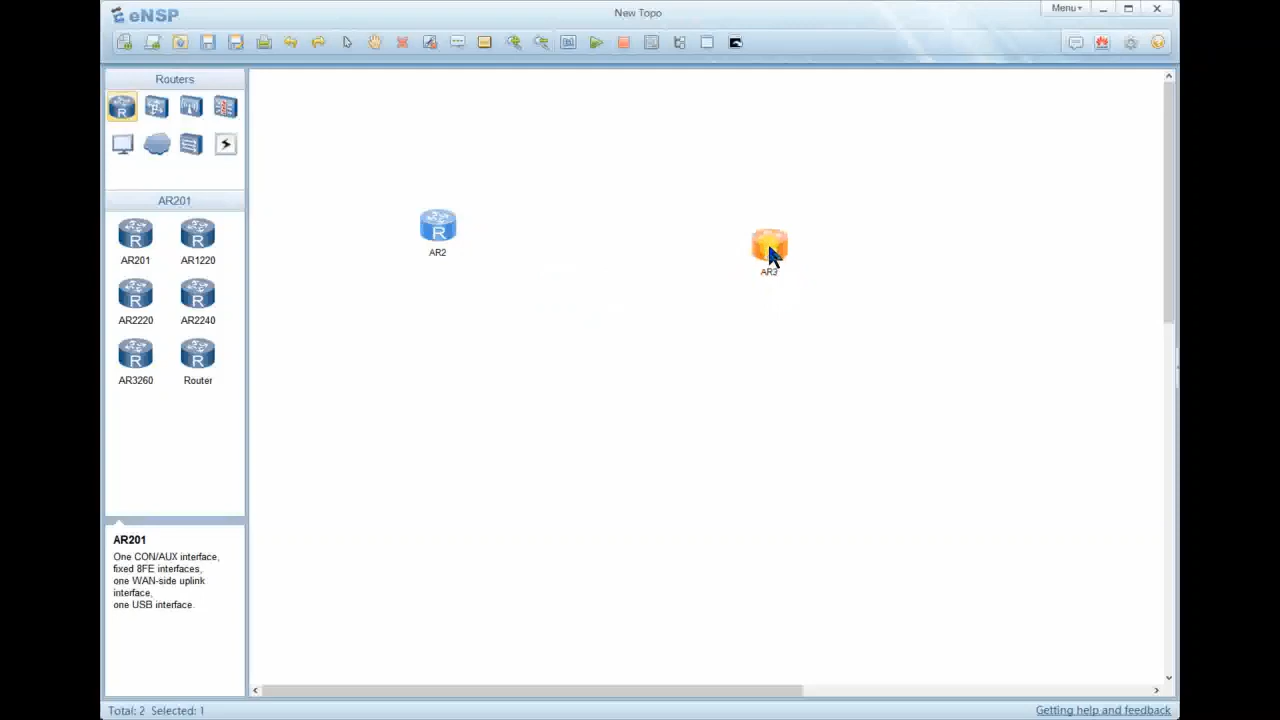 eNSP
New Topo
Menu
Routers
R
AR201
R
R
AR201
AR1220
R
R
AR2220
AR2240
R
R
AR3260
Router
R
AR2
AR3
AR201
One CON/AUX interface,
fixed 8FE interfaces,
one WAN-side uplink
interface,
one USB interface.
Total: 2 Selected: 1
Getting help and feedback